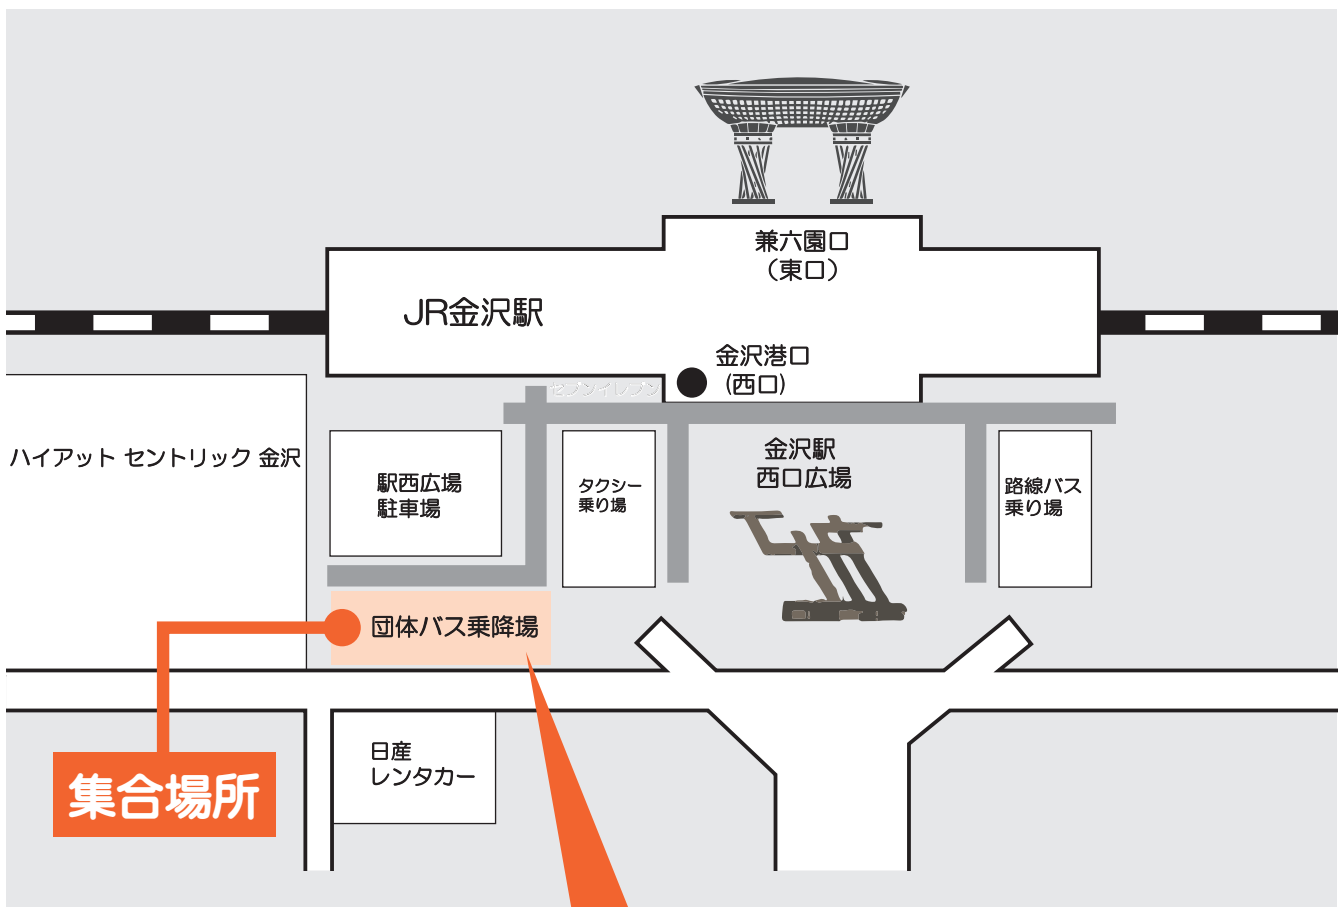 兼六園口
（東口）
JR金沢駅
金沢港口
(西口)
セブンイレブン
ハイアット セントリック 金沢
駅西広場
駐車場
タクシー
乗り場
金沢駅
西口広場
路線バス
乗り場
団体バス乗降場
集合場所
日産
レンタカー